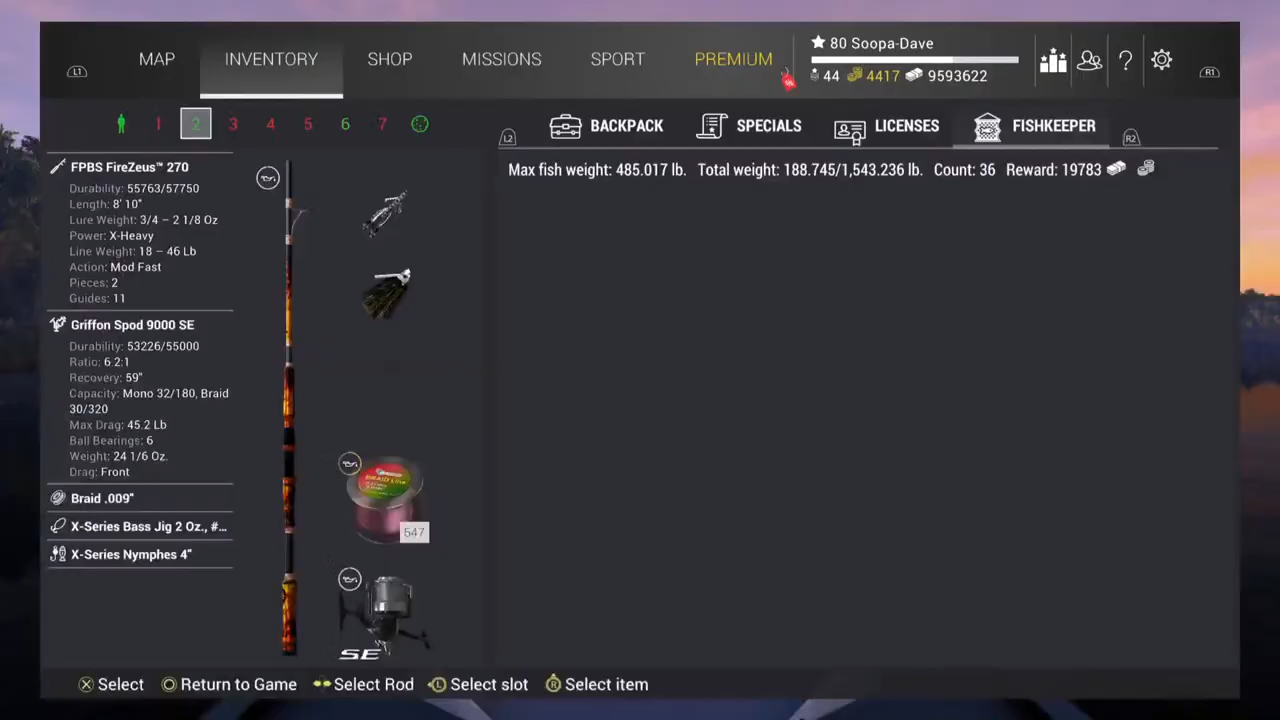 L1
MAP
INVENTORY
SHOP
MISSIONS
SPORT
PREMIUM
80 Soopa-Dave
44 4417 9593622
?
R1
1 2 3 4 5 6 7
L2
BACKPACK
SPECIALS
LICENSES
FISHKEEPER
R2
Max fish weight: 485.017 lb. Total weight: 188.745/1,543.236 lb. Count: 36 Reward: 19783
FPBS FireZeus™ 270
Durability: 55763/57750
Length: 8' 10"
Lure Weight: 3/4 – 2 1/8 Oz
Power: X-Heavy
Line Weight: 18 – 46 Lb
Action: Mod Fast
Pieces: 2
Guides: 11
Griffon Spod 9000 SE
Durability: 53226/55000
Ratio: 6.2:1
Recovery: 59"
Capacity: Mono 32/180, Braid
30/320
Max Drag: 45.2 Lb
Ball Bearings: 6
Weight: 24 1/6 Oz.
Drag: Front
Braid .009"
X-Series Bass Jig 2 Oz., #...
X-Series Nymphes 4"
BRAID LINE
547
SE
Select
Return to Game
Select Rod
L Select slot
R Select item